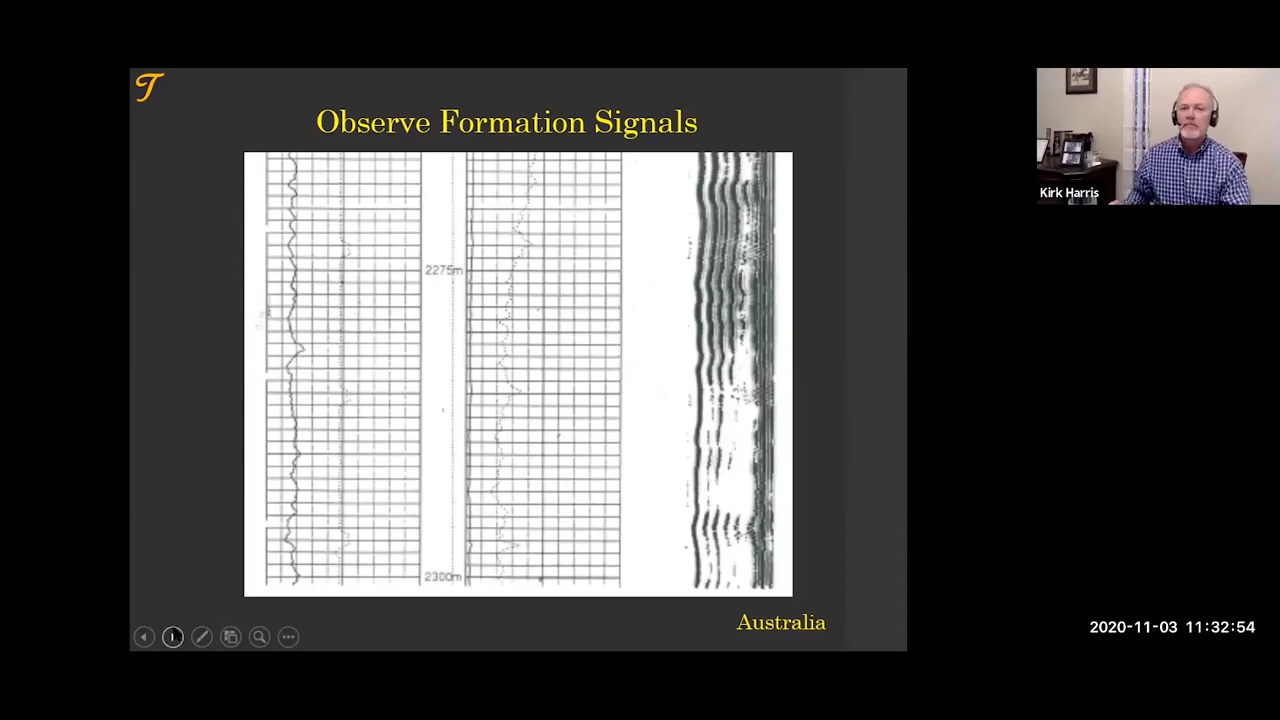 T
Observe Formation Signals
2275m
2300m
Australia
Kirk Harris
2020-11-03 11:32:54